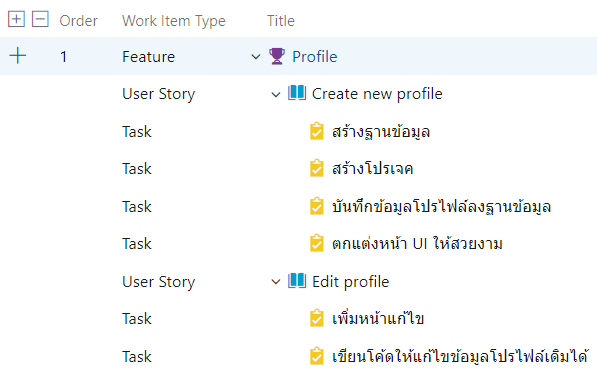 Order Work Item Type Title
1 Feature Profile
User Story Create new profile
Task สร้างฐานข้อมูล
Task สร้างโปรเจค
Task บันทึกข้อมูลโปรไฟล์ลงฐานข้อมูล
Task ตกแต่งหน้า UI ให้สวยงาม
User Story Edit profile
Task เพิ่มหน้าแก้ไข
Task เขียนโค้ดให้แก้ไขข้อมูลโปรไฟล์เดิมได้